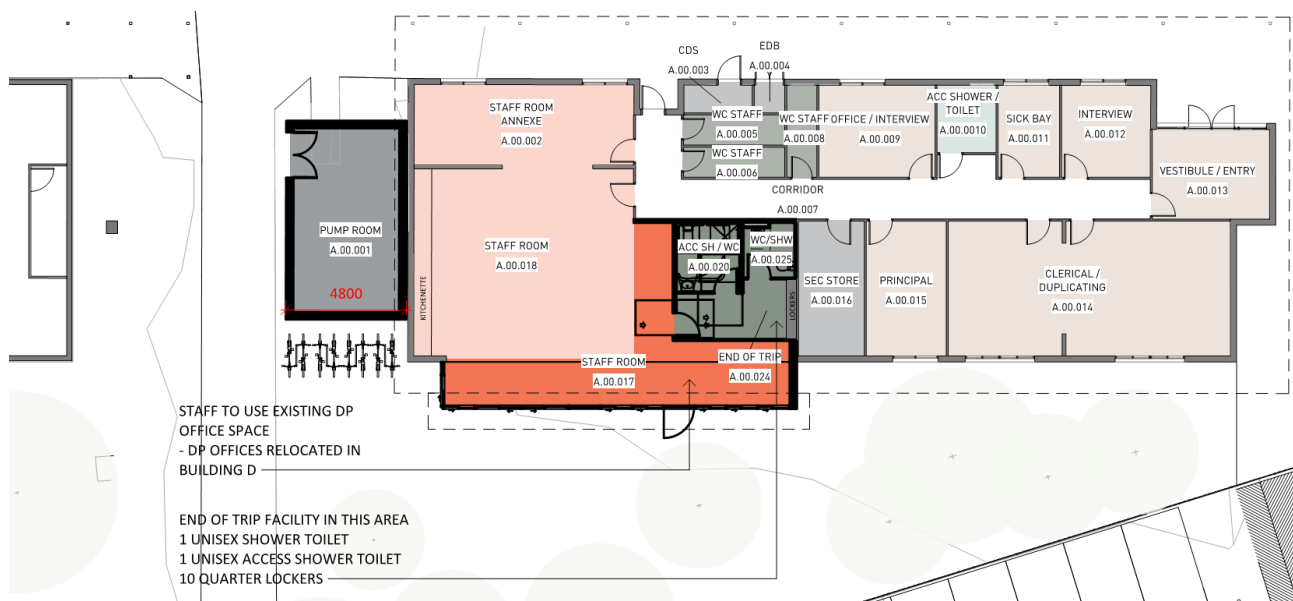 CDS
A.00.003
EDB
A.00.004
STAFF ROOM
ANNEXE
A.00.002
WC STAFF
A.00.005
WC STAFF
A.00.006
WC STAFF
A.00.008
OFFICE / INTERVIEW
A.00.009
ACC SHOWER /
TOILET
A.00.0010
SICK BAY
A.00.011
INTERVIEW
A.00.012
VESTIBULE / ENTRY
A.00.013
CORRIDOR
A.00.007
PUMP ROOM
A.00.001
4800
STAFF ROOM
A.00.018
KITCHENETTE
ACC SH / WC
A.00.020
WC/SHW
A.00.025
LOCKERS
SEC STORE
A.00.016
PRINCIPAL
A.00.015
CLERICAL /
DUPLICATING
A.00.014
STAFF ROOM
A.00.017
END OF TRIP
A.00.024
STAFF TO USE EXISTING DP
OFFICE SPACE
- DP OFFICES RELOCATED IN
BUILDING D
END OF TRIP FACILITY IN THIS AREA
1 UNISEX SHOWER TOILET
1 UNISEX ACCESS SHOWER TOILET
10 QUARTER LOCKERS